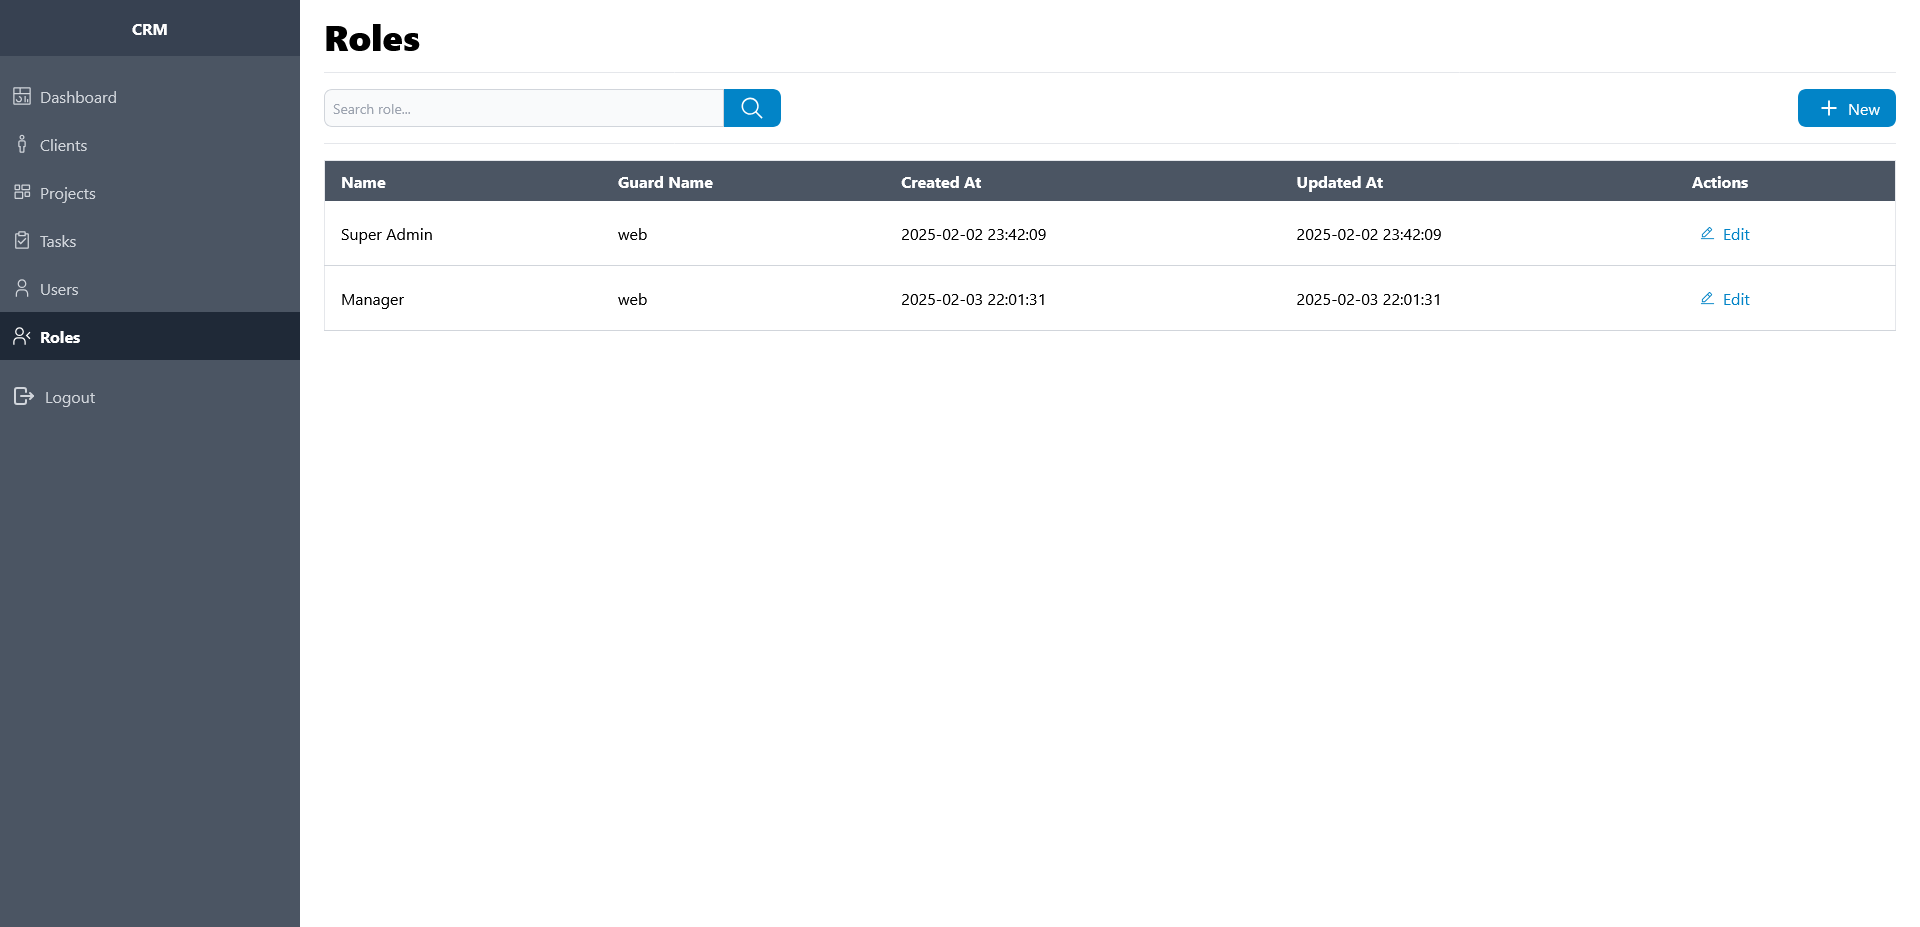 CRM
Dashboard
Clients
Projects
Tasks
Users
Roles
Logout
Roles
Search role...
New
Name Guard Name Created At Updated At Actions
Super Admin web 2025-02-02 23:42:09 2025-02-02 23:42:09 Edit
Manager web 2025-02-03 22:01:31 2025-02-03 22:01:31 Edit